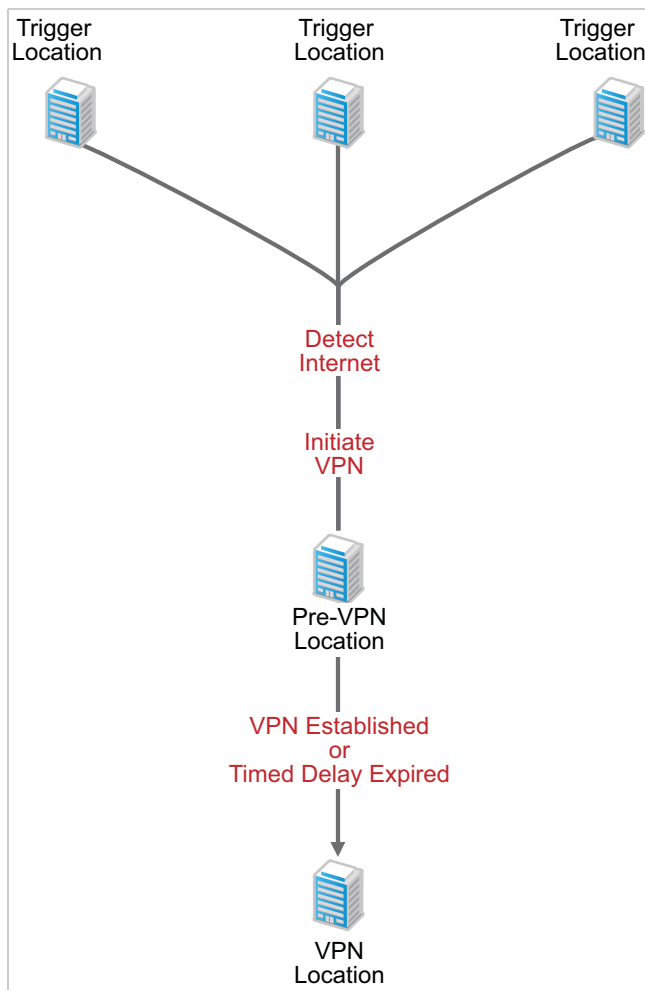 Trigger
Location
Trigger
Location
Trigger
Location
Detect
Internet
Initiate
VPN
Pre-VPN
Location
VPN Established
or
Timed Delay Expired
VPN
Location